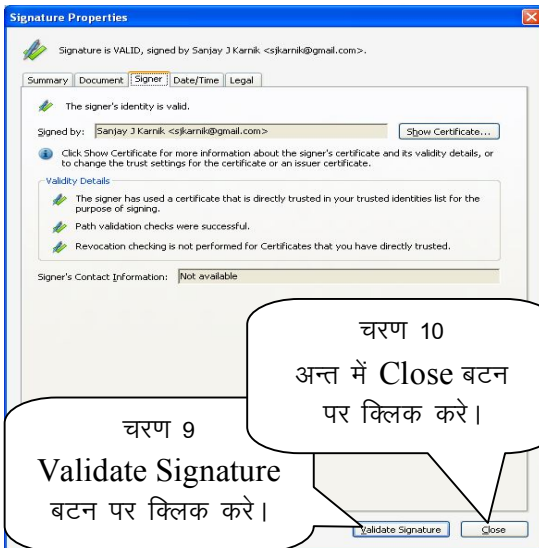 Signature Properties
Signature is VALID, signed by Sanjay J Karnik <sjkarnik@gmail.com>.
Summary Document Signer Date/Time Legal
The signer's identity is valid.
Signed by: Sanjay J Karnik <sjkarnik@gmail.com> Show Certificate...
Click Show Certificate for more information about the signer's certificate and its validity details, or
to change the trust settings for the certificate or an issuer certificate.
Validity Details
The signer has used a certificate that is directly trusted in your trusted identities list for the
purpose of signing.
Path validation checks were successful.
Revocation checking is not performed for Certificates that you have directly trusted.
Signer's Contact Information: Not available
चरण 10
अन्त में Close बटन
पर क्लिक करे।
चरण 9
Validate Signature
बटन पर क्लिक करे।
Validate Signature Close